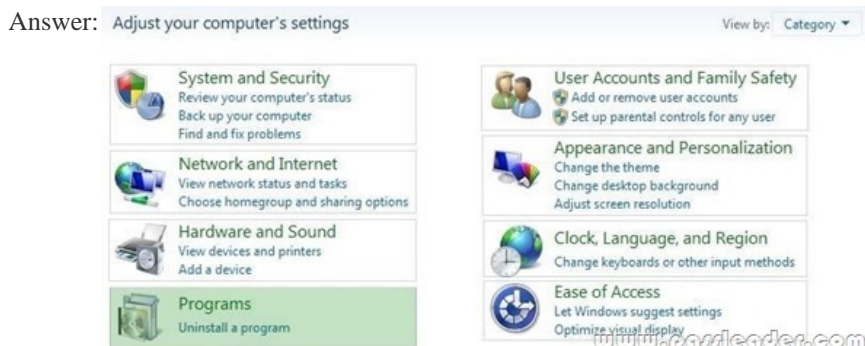 Answer: Adjust your computer's settings View by: Category
System and Security
Review your computer's status
Back up your computer
Find and fix problems
Network and Internet
View network status and tasks
Choose homegroup and sharing options
Hardware and Sound
View devices and printers
Add a device
Programs
Uninstall a program
User Accounts and Family Safety
Add or remove user accounts
Set up parental controls for any user
Appearance and Personalization
Change the theme
Change desktop background
Adjust screen resolution
Clock, Language, and Region
Change keyboards or other input methods
Ease of Access
Let Windows suggest settings
Optimize visual display
www.passleader.com